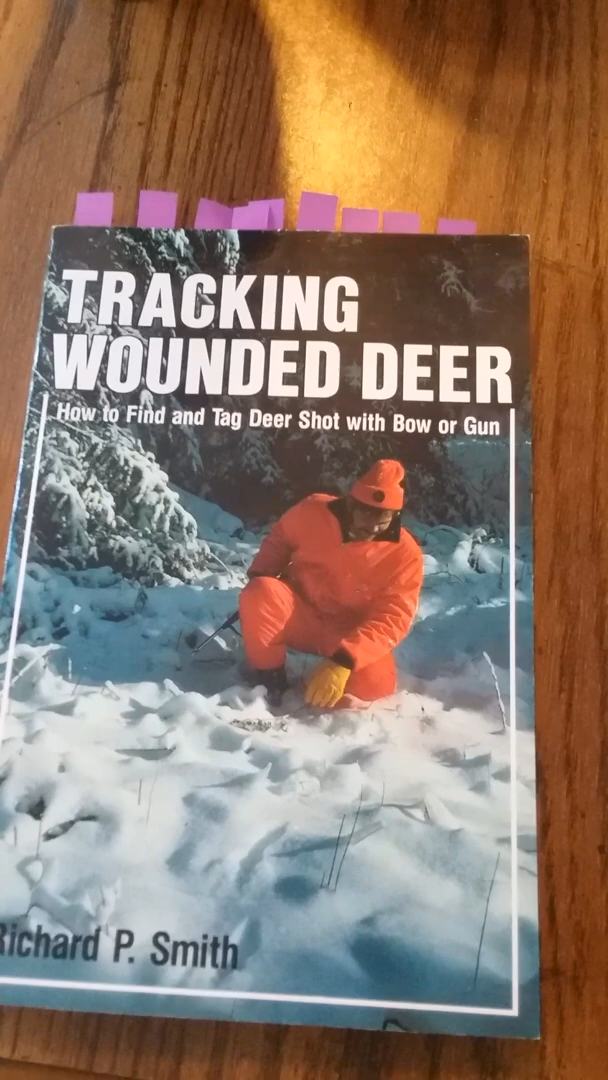 TRACKING
WOUNDED DEER
How to Find and Tag Deer Shot with Bow or Gun
Richard P. Smith